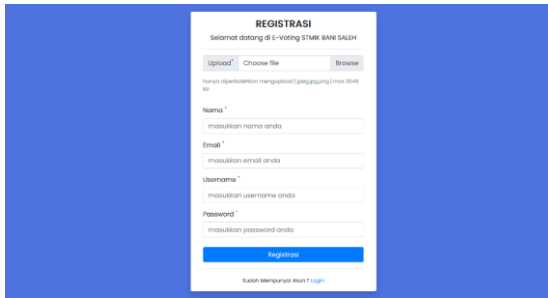 REGISTRASI
Selamat datang di E-Voting STMIK BANI SALEH
Upload* Choose file Browse
hanya diperbolehkan mengupload ( jpeg,jpg,png ) max 2048
kb
Nama *
masukkan nama anda
Email *
masukkan email anda
Username *
masukkan username anda
Password *
masukkan password anda
Registrasi
Sudah Mempunyai Akun ? Login